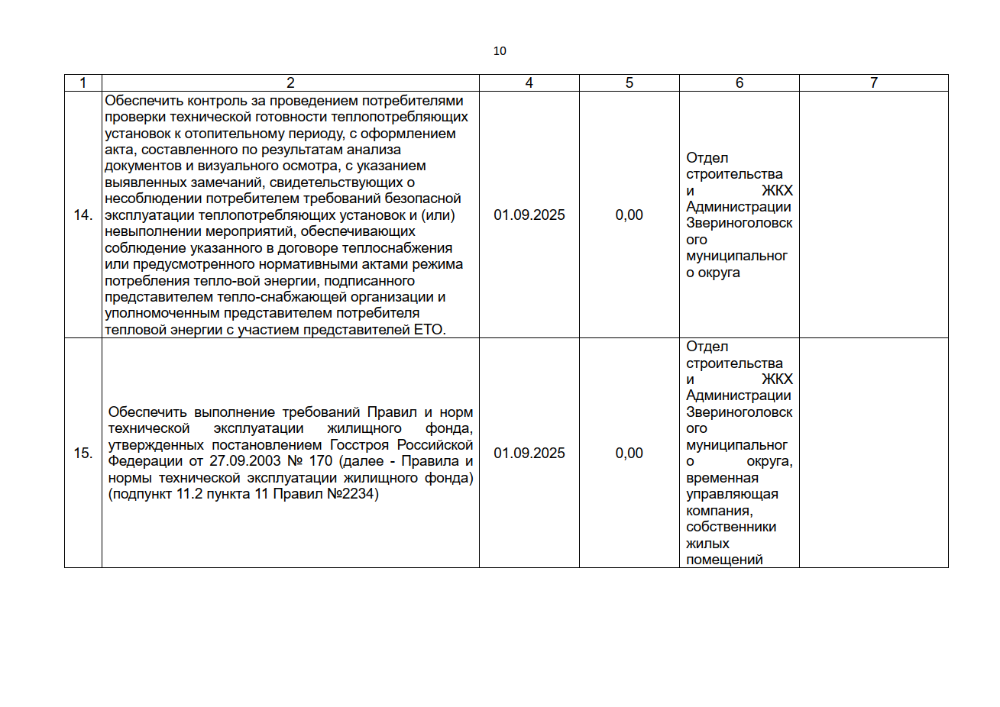 10
1 2 4 5 6 7
14.
Обеспечить контроль за проведением потребителями
проверки технической готовности теплопотребляющих
установок к отопительному периоду, с оформлением
акта, составленного по результатам анализа
документов и визуального осмотра, с указанием
выявленных замечаний, свидетельствующих о
несоблюдении потребителем требований безопасной
эксплуатации теплопотребляющих установок и (или)
невыполнении мероприятий, обеспечивающих
соблюдение указанного в договоре теплоснабжения
или предусмотренного нормативными актами режима
потребления тепло-вой энергии, подписанного
представителем тепло-снабжающей организации и
уполномоченным представителем потребителя
тепловой энергии с участием представителей ЕТО.
01.09.2025
0,00
Отдел
строительства
и ЖКХ
Администрации
Звериноголовск
ого
муниципальног
о округа
15.
Обеспечить выполнение требований Правил и норм
технической эксплуатации жилищного фонда,
утвержденных постановлением Госстроя Российской
Федерации от 27.09.2003 № 170 (далее - Правила и
нормы технической эксплуатации жилищного фонда)
(подпункт 11.2 пункта 11 Правил №2234)
01.09.2025
0,00
Отдел
строительства
и ЖКХ
Администрации
Звериноголовск
ого
муниципальног
о округа,
временная
управляющая
компания,
собственники
жилых
помещений